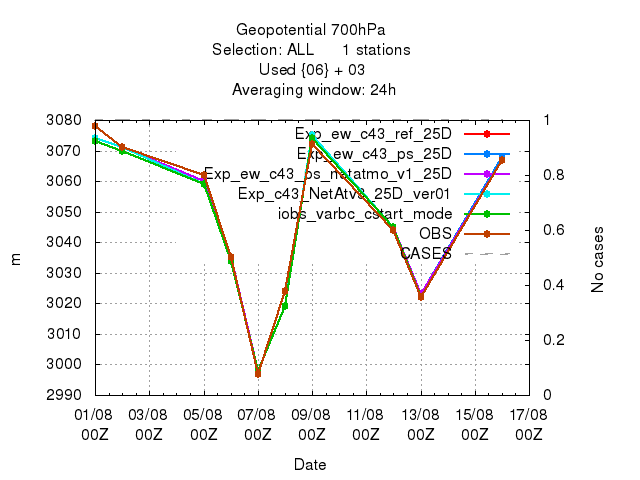 Geopotential 700hPa
Selection: ALL 1 stations
Used {06} + 03
Averaging window: 24h
3080
3070
3060
3050
3040
3030
3020
3010
3000
2990
m
1
0.8
0.6
0.4
0.2
0
No cases
Exp_ew_c43_ref_25D
Exp_ew_c43_ps_25D
Exp_ew_c43_ps_netatmo_v1_25D
Exp_c43_NetAtv3_25D_ver01
iobs_varbc_cstart_mode
OBS
CASES
01/08 03/08 05/08 07/08 09/08 11/08 13/08 15/08 17/08
00Z 00Z 00Z 00Z 00Z 00Z 00Z 00Z 00Z
Date